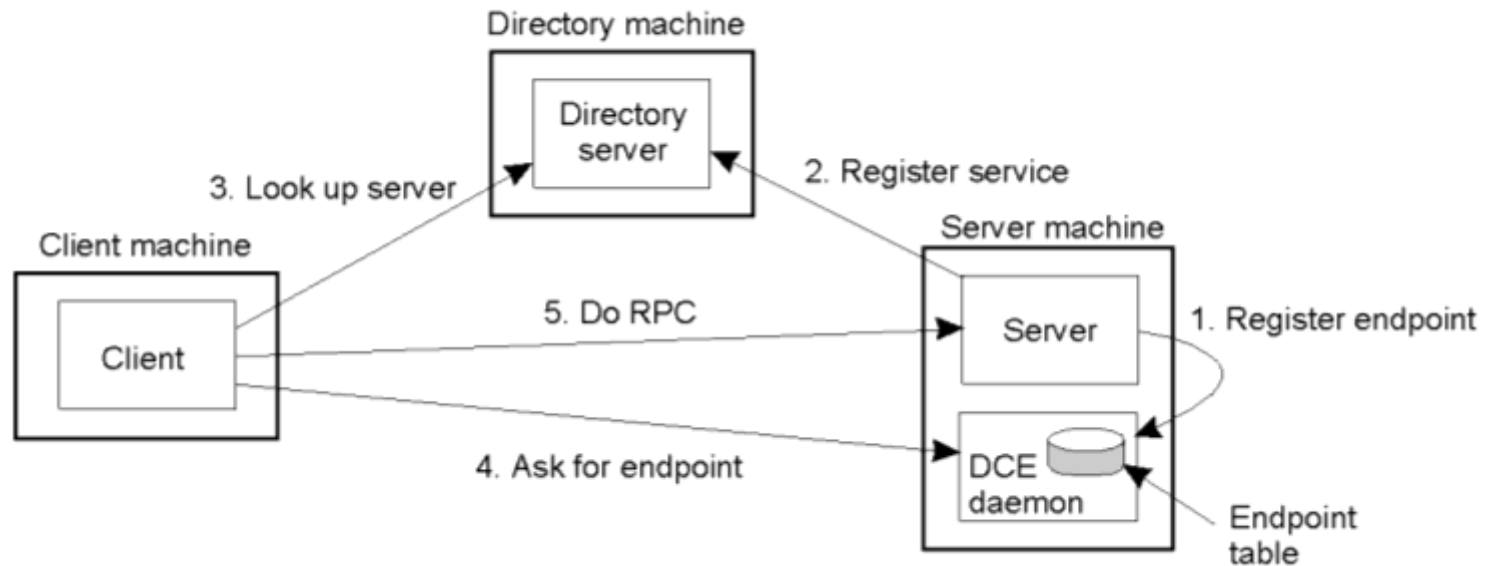 Directory machine
Directory
server
3. Look up server
2. Register service
Client machine
Server machine
Client
5. Do RPC
Server
1. Register endpoint
4. Ask for endpoint
DCE
daemon
Endpoint
table